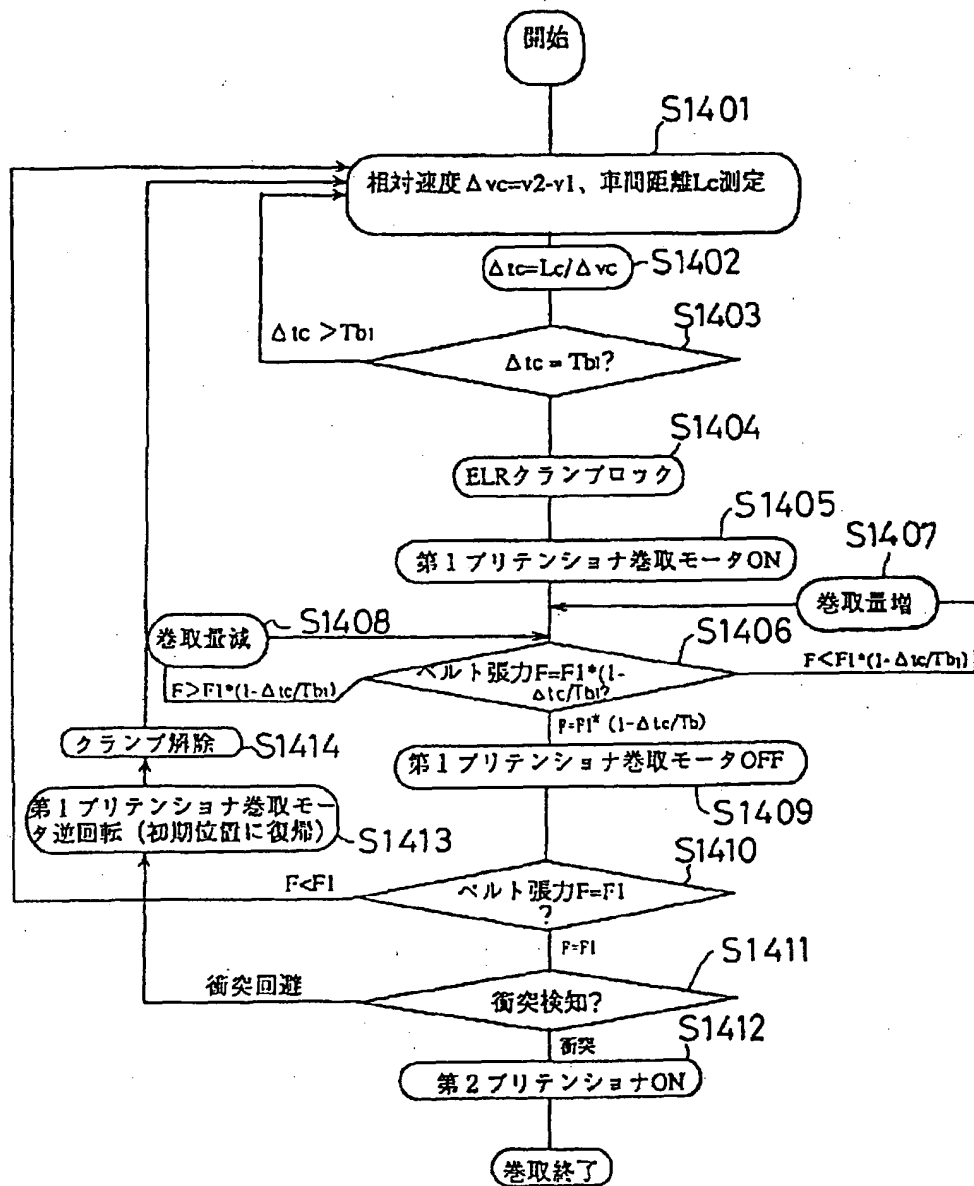 開始
S1401
相対速度Δvc=v2-v1、車間距離Lc測定
Δtc=Lc/Δvc
S1402
S1403
Δtc＞Tb1
Δtc = Tb1?
S1404
ELRクランプロック
S1405
第1プリテンショナ巻取モータON
S1407
巻取量増
S1408
巻取量減
S1406
ベルト張力F=F1*(1-
Δtc/Tb1?
F＜F1*(1-Δtc/Tb1)
F＞F1*(1-Δtc/Tb1)
F=F1* (1-Δtc/Tb)
クランプ解除
S1414
第1プリテンショナ巻取モータOFF
S1409
第1プリテンショナ巻取モー
タ逆回転（初期位置に復帰）
S1413
S1410
F<F1
ベルト張力F=F1
?
F=F1
S1411
衝突回避
衝突検知?
衝突
S1412
第2プリテンショナON
巻取終了